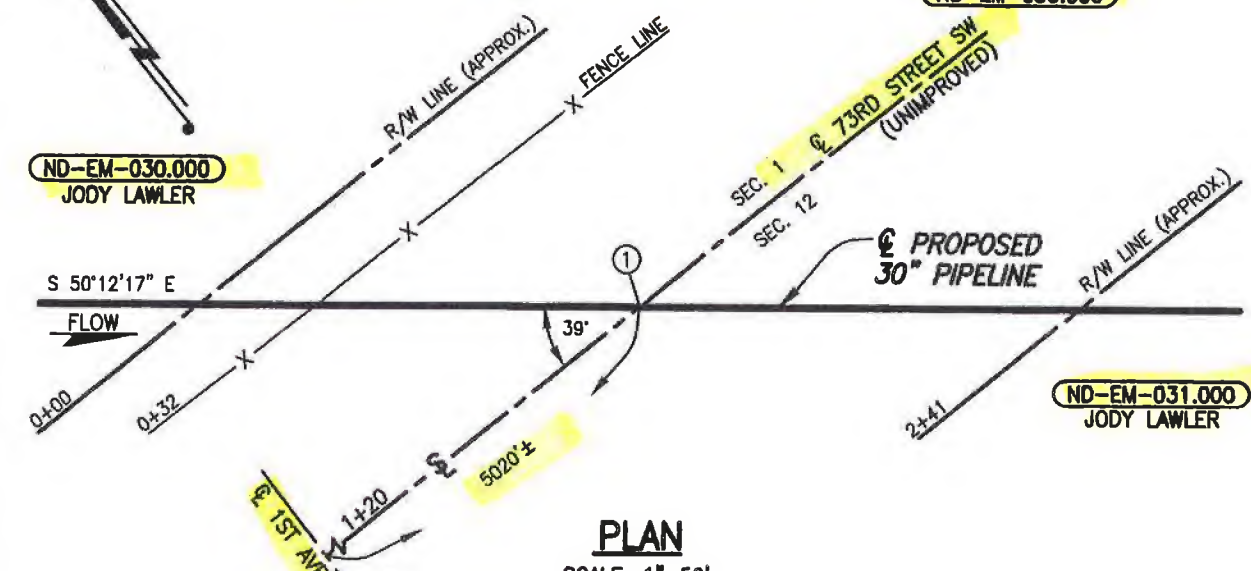 R/W LINE (APPROX.)
FENCE LINE
℄ 73RD STREET SW
(UNIMPROVED)
ND-EM-030.000
JODY LAWLER
SEC. 1
SEC. 12
R/W LINE (APPROX.)
℄ PROPOSED
30" PIPELINE
1
S 50°12'17" E
FLOW
39°
0+00
0+32
2+41
ND-EM-031.000
JODY LAWLER
5020'±
℄
1+20
℄ 1ST
PLAN